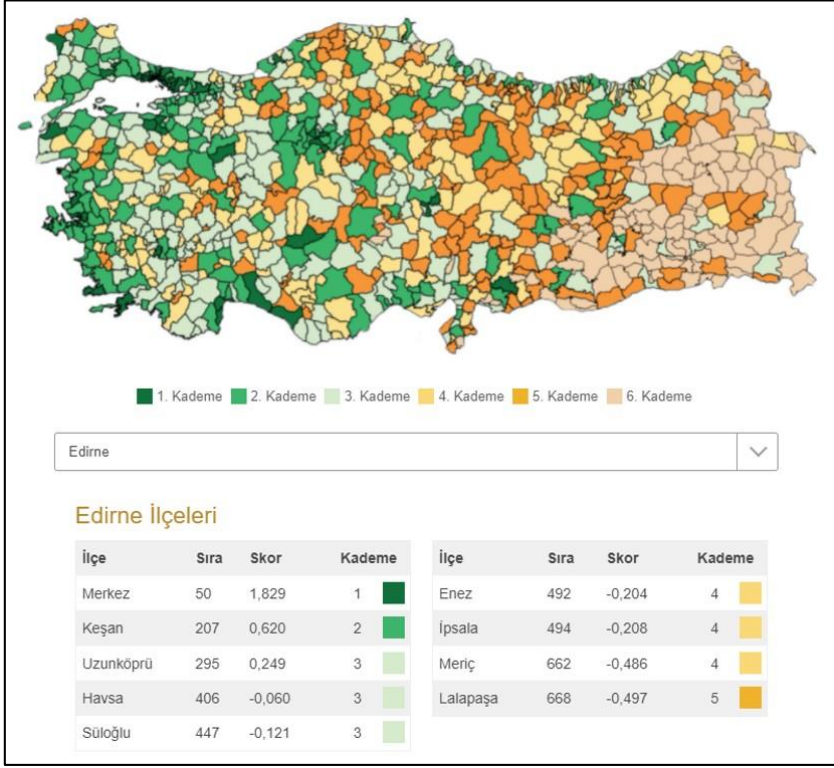 1. Kademe 2. Kademe 3. Kademe 4. Kademe 5. Kademe 6. Kademe
Edirne
Edirne İlçeleri
İlçe Sıra Skor Kademe
Merkez 50 1,829 1
Keşan 207 0,620 2
Uzunköprü 295 0,249 3
Havsa 406 -0,060 3
Süloğlu 447 -0,121 3
İlçe Sıra Skor Kademe
Enez 492 -0,204 4
İpsala 494 -0,208 4
Meriç 662 -0,486 4
Lalapaşa 668 -0,497 5